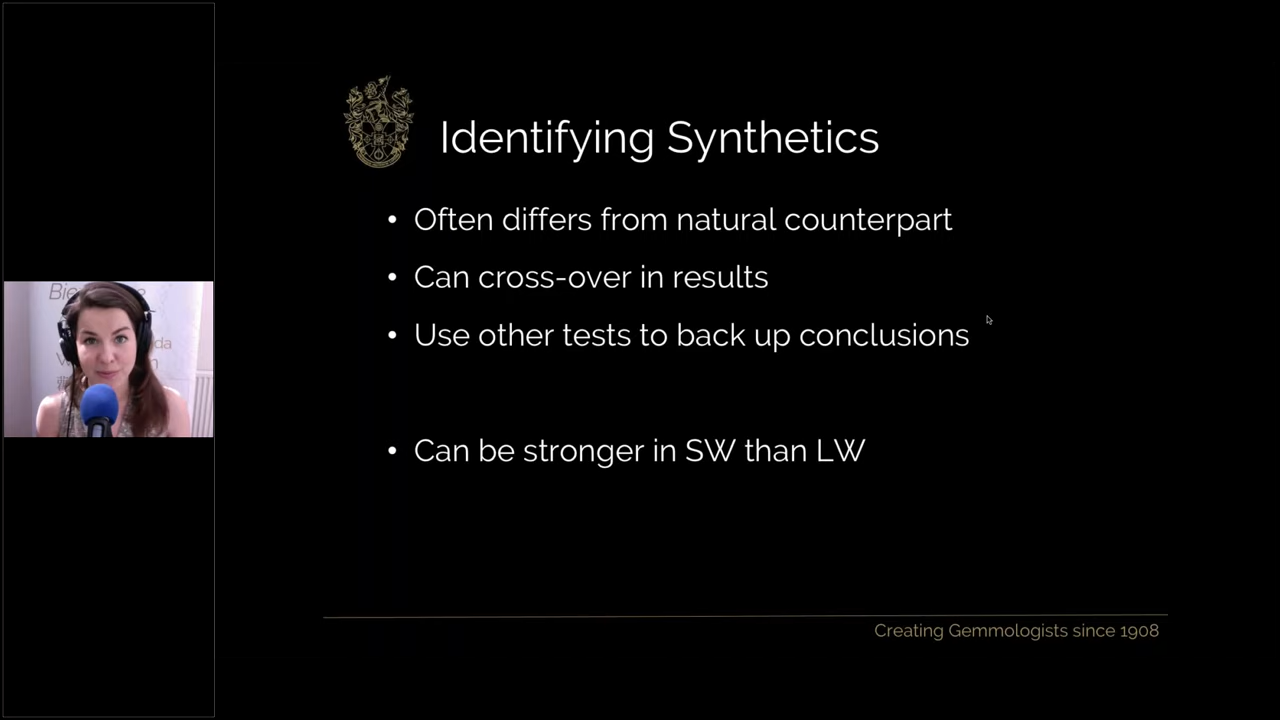 Identifying Synthetics
• Often differs from natural counterpart
• Can cross-over in results
• Use other tests to back up conclusions
• Can be stronger in SW than LW
Creating Gemmologists since 1908